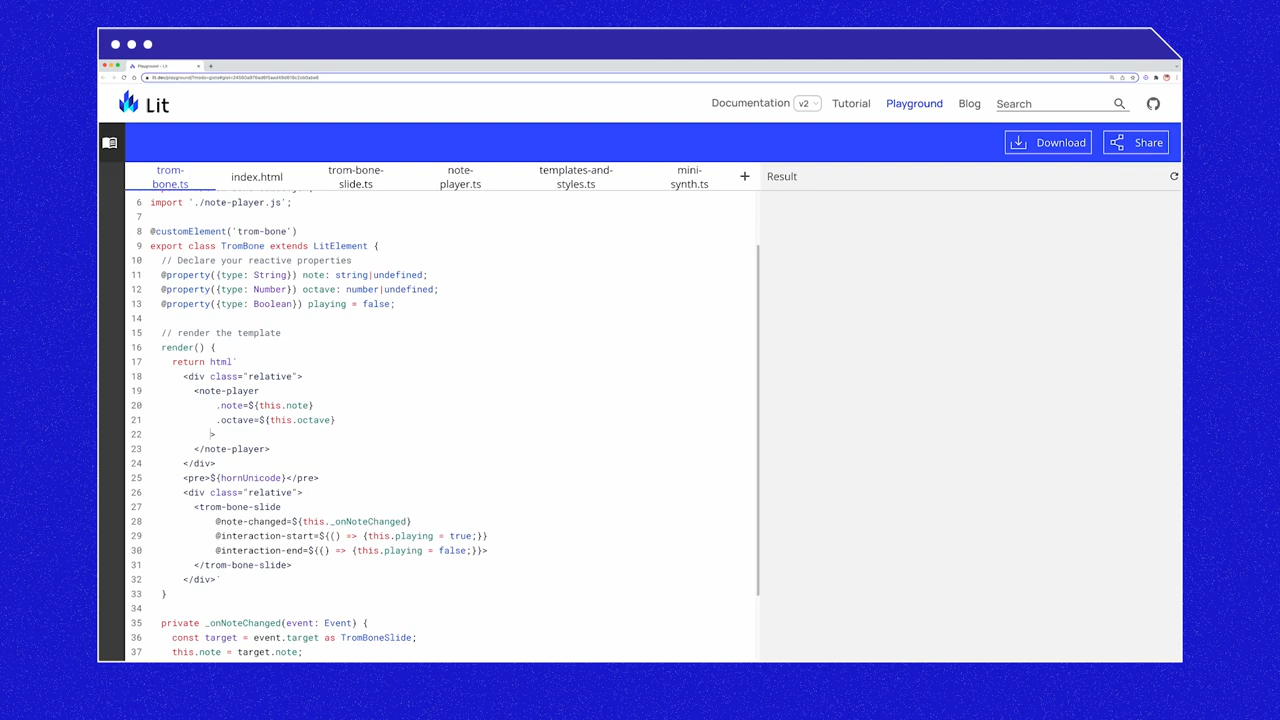 Playground – Lit
Lit
Documentation
v2
Tutorial
Playground
Blog
Search
Download
Share
trom-
bone.ts
index.html
trom-bone-
slide.ts
note-
player.ts
templates-and-
styles.ts
mini-
synth.ts
+
Result
6 import './note-player.js';
7
8 @customElement('trom-bone')
9 export class TromBone extends LitElement {
10 // Declare your reactive properties
11 @property({type: String}) note: string|undefined;
12 @property({type: Number}) octave: number|undefined;
13 @property({type: Boolean}) playing = false;
14
15 // render the template
16 render() {
17 return html`
18 <div class="relative">
19 <note-player
20 .note=${this.note}
21 .octave=${this.octave}
22 >
23 </note-player>
24 </div>
25 <pre>${hornUnicode}</pre>
26 <div class="relative">
27 <trom-bone-slide
28 @note-changed=${this._onNoteChanged}
29 @interaction-start=${() => {this.playing = true;}}
30 @interaction-end=${() => {this.playing = false;}}>
31 </trom-bone-slide>
32 </div>`
33 }
34
35 private _onNoteChanged(event: Event) {
36 const target = event.target as TromBoneSlide;
37 this.note = target.note;